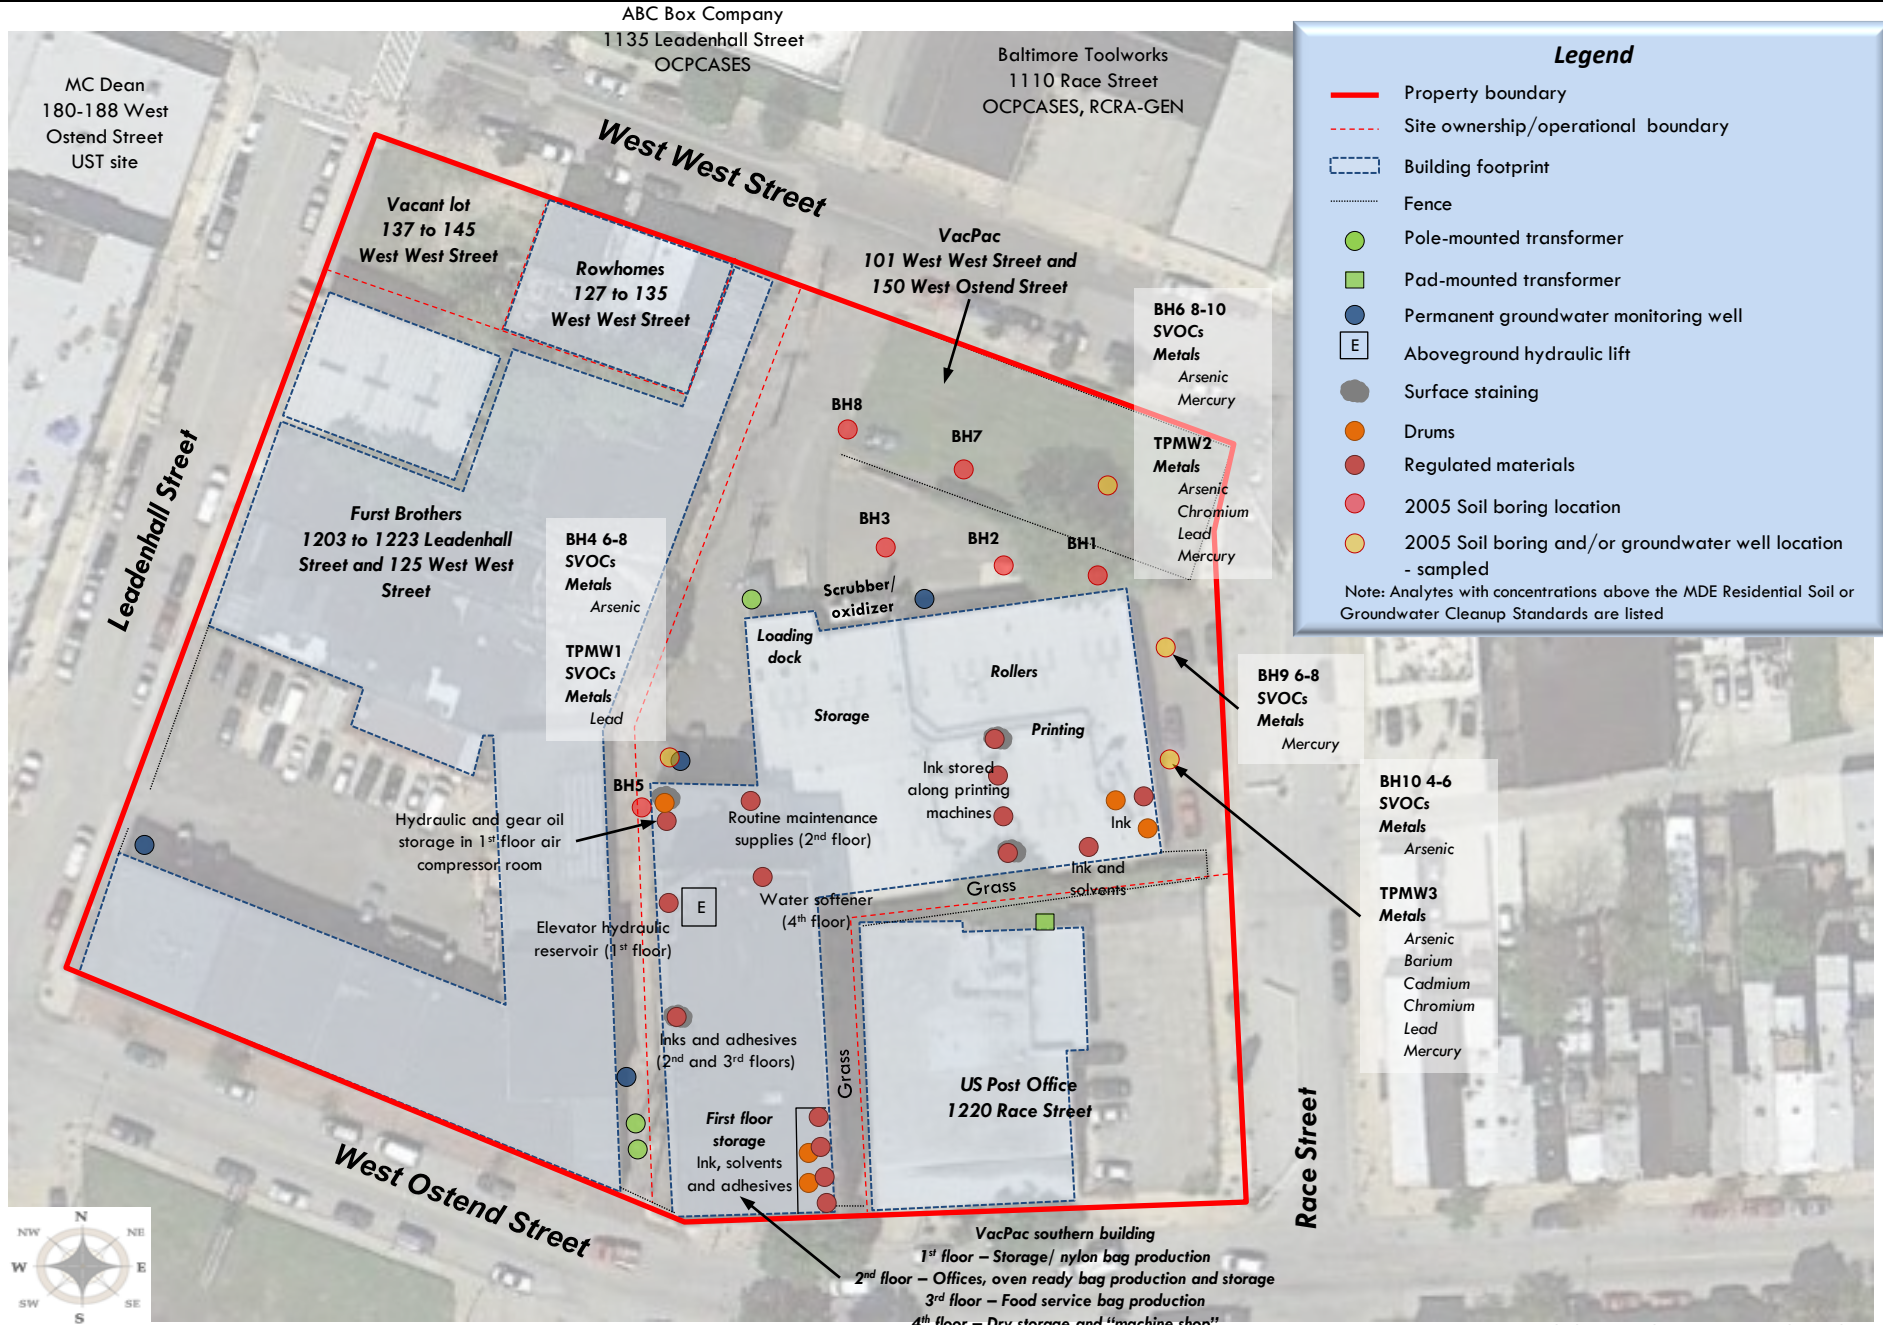 ABC Box Company
1135 Leadenhall Street
OCPCASES
Baltimore Toolworks
1110 Race Street
OCPCASES, RCRA-GEN
MC Dean
180-188 West
Ostend Street
UST site
West West Street
Legend
Property boundary
Site ownership/operational boundary
Building footprint
Fence
Pole-mounted transformer
Pad-mounted transformer
Permanent groundwater monitoring well
E
Aboveground hydraulic lift
Surface staining
Drums
Regulated materials
2005 Soil boring location
2005 Soil boring and/or groundwater well location
- sampled
Note: Analytes with concentrations above the MDE Residential Soil or
Groundwater Cleanup Standards are listed
Vacant lot
137 to 145
West West Street
Rowhomes
127 to 135
West West Street
VacPac
101 West West Street and
150 West Ostend Street
BH6 8-10
SVOCs
Metals
Arsenic
Mercury
TPMW2
Metals
Arsenic
Chromium
Lead
Mercury
BH8
BH7
BH3
BH2
BH1
Leadenhall Street
Furst Brothers
1203 to 1223 Leadenhall
Street and 125 West West
Street
BH4 6-8
SVOCs
Metals
Arsenic
TPMW1
SVOCs
Metals
Lead
Scrubber/
oxidizer
Loading
dock
Rollers
Storage
Printing
BH9 6-8
SVOCs
Metals
Mercury
BH5
Hydraulic and gear oil
storage in 1st floor air
compressor room
Routine maintenance
supplies (2nd floor)
Ink stored
along printing
machines
Ink
Ink and
solvents
Grass
BH10 4-6
SVOCs
Metals
Arsenic
TPMW3
Metals
Arsenic
Barium
Cadmium
Chromium
Lead
Mercury
E
Water softener
(4th floor)
Elevator hydraulic
reservoir (1st floor)
Inks and adhesives
(2nd and 3rd floors)
Grass
US Post Office
1220 Race Street
First floor
storage
Ink, solvents
and adhesives
Race Street
West Ostend Street
VacPac southern building
1st floor – Storage/ nylon bag production
2nd floor – Offices, oven ready bag production and storage
3rd floor – Food service bag production
4th floor – Dry storage and "machine shop"
N
NW
NE
W
E
SW
SE
S